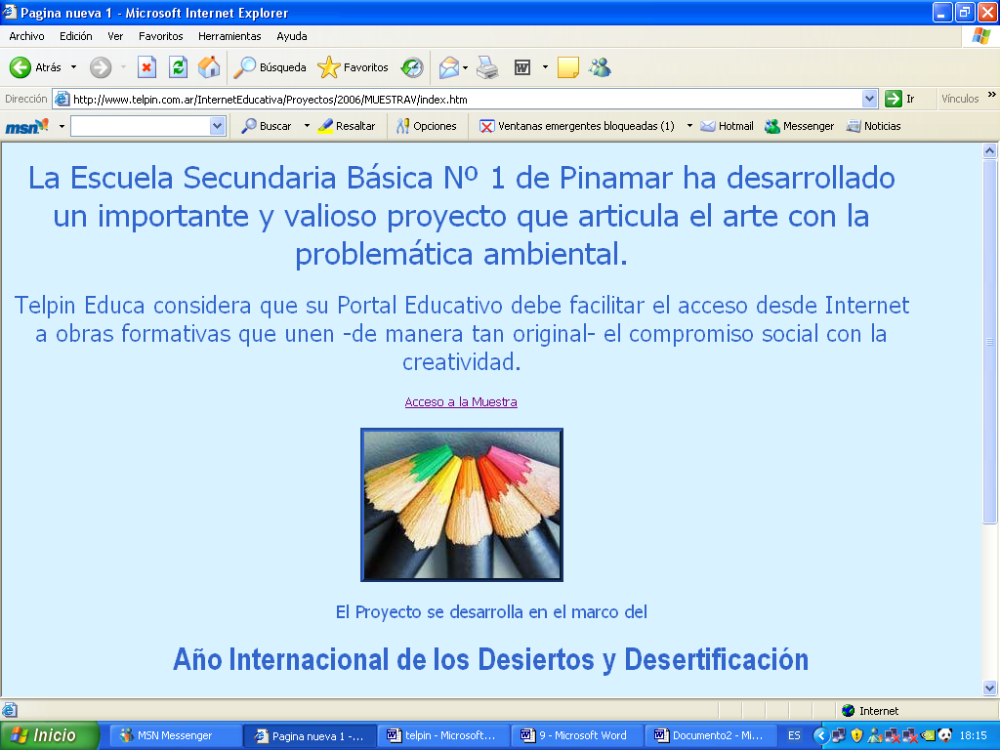 Pagina nueva 1 - Microsoft Internet Explorer
Archivo Edición Ver Favoritos Herramientas Ayuda
Atrás Búsqueda Favoritos
Dirección http://www.telpin.com.ar/InternetEducativa/Proyectos/2006/MUESTRAV/index.htm Ir Vínculos »
msn Buscar Resaltar Opciones Ventanas emergentes bloqueadas (1) Hotmail Messenger Noticias
La Escuela Secundaria Básica Nº 1 de Pinamar ha desarrollado
un importante y valioso proyecto que articula el arte con la
problemática ambiental.
Telpin Educa considera que su Portal Educativo debe facilitar el acceso desde Internet
a obras formativas que unen -de manera tan original- el compromiso social con la
creatividad.
Acceso a la Muestra
El Proyecto se desarrolla en el marco del
Año Internacional de los Desiertos y Desertificación
Internet
Inicio MSN Messenger Pagina nueva 1 -... telpin - Microsoft... 9 - Microsoft Word Documento2 - Mi... ES 18:15